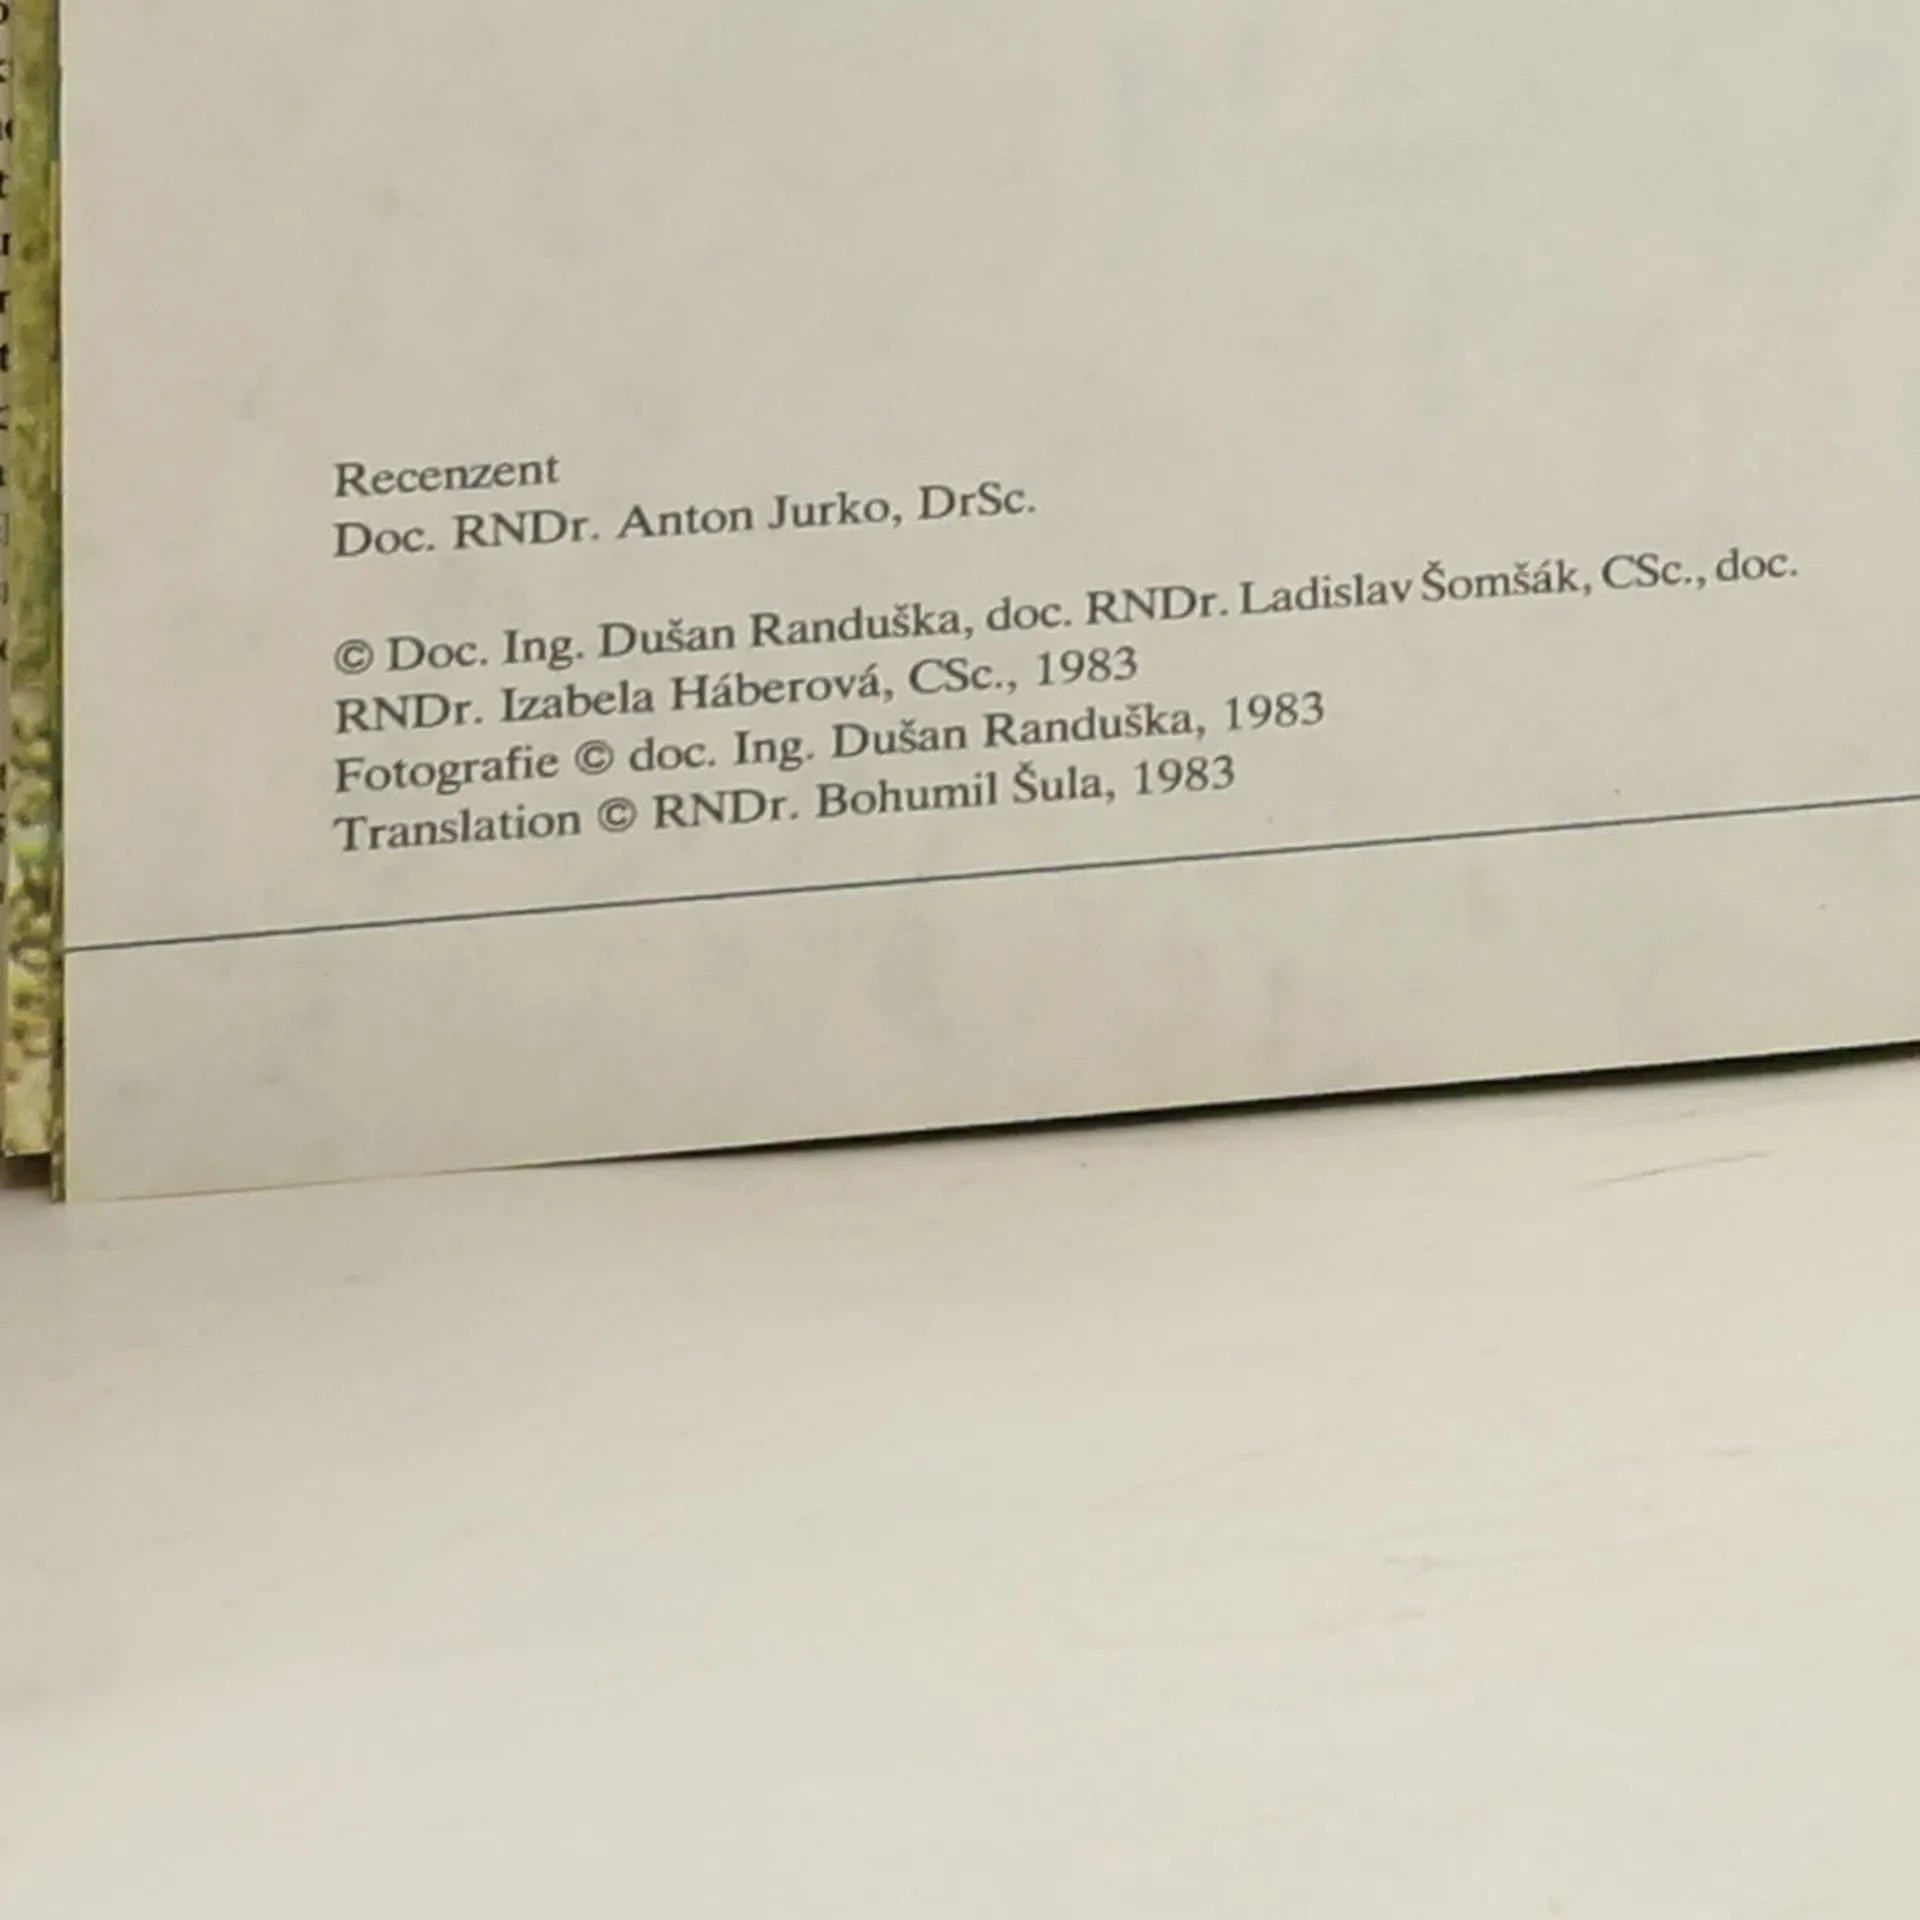 Recenzent
Doc. RNDr. Anton Jurko, DrSc.
© Doc. Ing. Dušan Randuška, doc. RNDr. Ladislav Šomšák, CSc., doc.
RNDr. Izabela Háberová, CSc., 1983
Fotografie © doc. Ing. Dušan Randuška, 1983
Translation © RNDr. Bohumil Šula, 1983